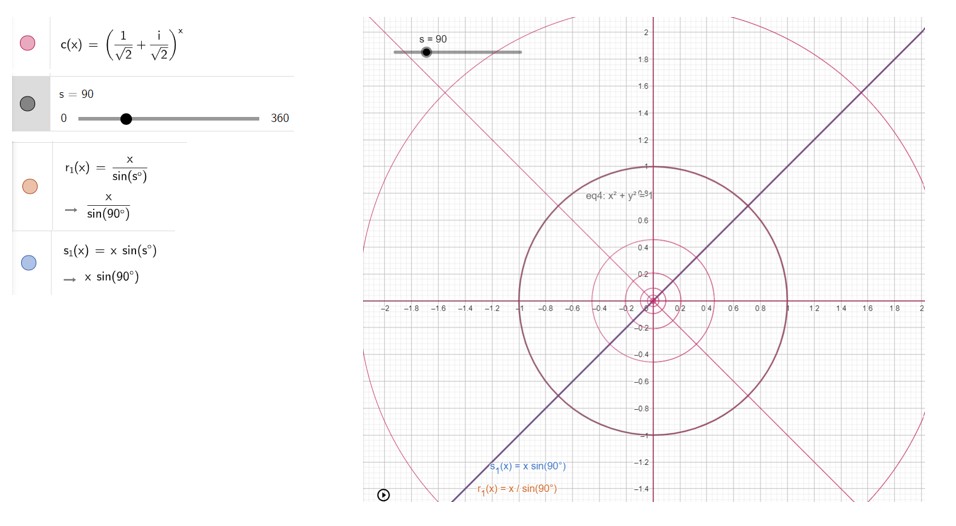 c(x) = (1/√2 + i/√2)^x
s = 90
0 360
r₁(x) = x / sin(s°)
→ x / sin(90°)
s₁(x) = x sin(s°)
→ x sin(90°)
s = 90
2
1.8
1.6
1.4
1.2
1
eq4: x² + y² = 1
0.8
0.6
0.4
0.2
−2 −1.8 −1.6 −1.4 −1.2 −1 −0.8 −0.6 −0.4 −0.2 0 0.2 0.4 0.6 0.8 1 1.2 1.4 1.6 1.8 2
−0.2
−0.4
−0.6
−0.8
−1
−1.2
s₁(x) = x sin(90°)
r₁(x) = x / sin(90°)
−1.4